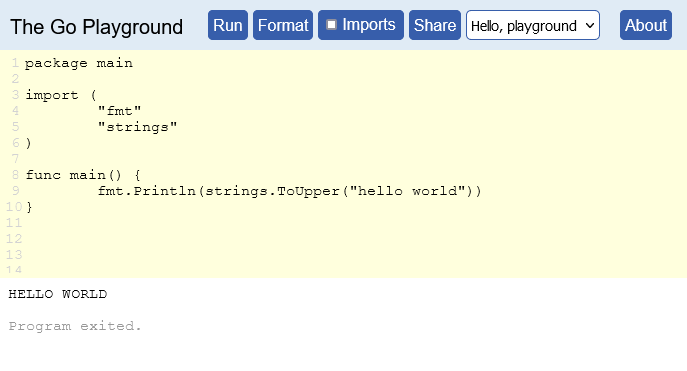 The Go Playground Run Format Imports Share Hello, playground About
1 package main
2
3 import (
4 "fmt"
5 "strings"
6 )
7
8 func main() {
9 fmt.Println(strings.ToUpper("hello world"))
10 }
11
12
13
14
HELLO WORLD
Program exited.